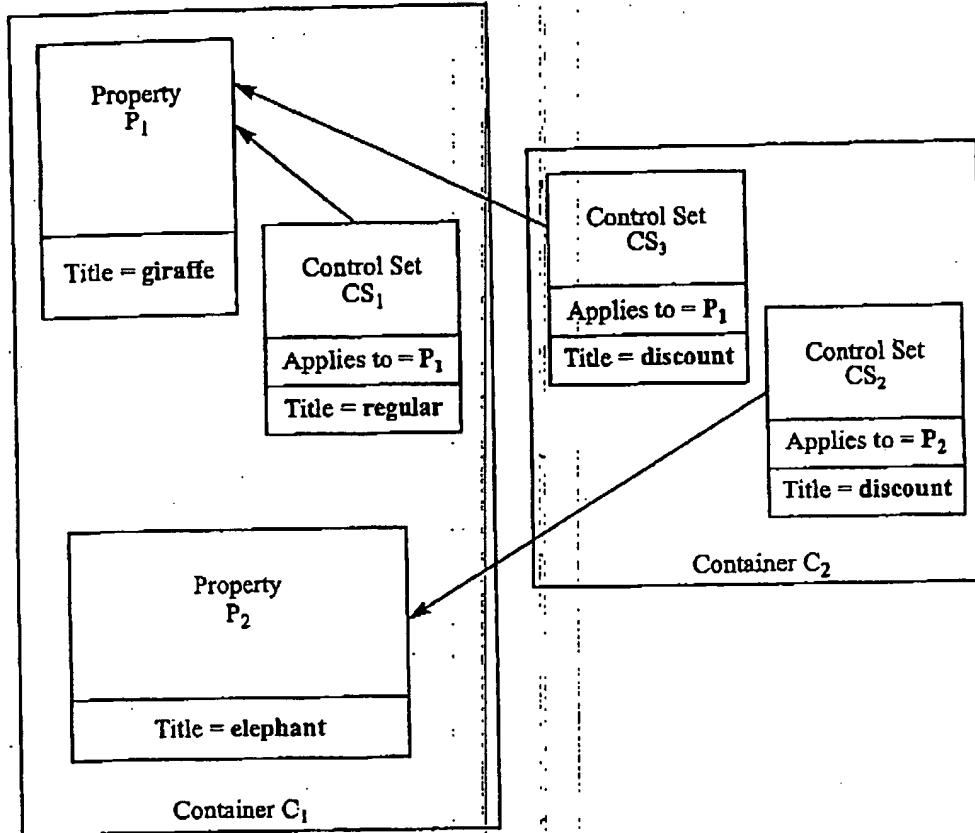 Property
P₁
Title = giraffe
Control Set
CS₁
Applies to = P₁
Title = regular
Property
P₂
Title = elephant
Container C₁
Control Set
CS₃
Applies to = P₁
Title = discount
Control Set
CS₂
Applies to = P₂
Title = discount
Container C₂